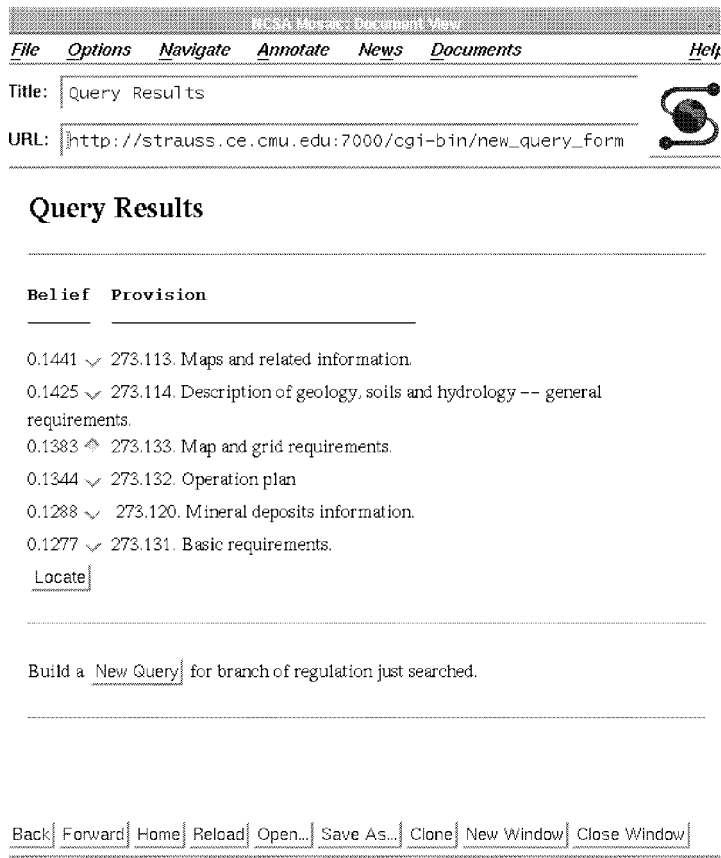 NCSA Mosaic: Document View
File Options Navigate Annotate News Documents Help
Title: Query Results
URL: http://strauss.ce.cmu.edu:7000/cgi-bin/new_query_form
Query Results
Belief Provision
0.1441 273.113. Maps and related information.
0.1425 273.114. Description of geology, soils and hydrology -- general
requirements.
0.1383 273.133. Map and grid requirements.
0.1344 273.132. Operation plan
0.1288 273.120. Mineral deposits information.
0.1277 273.131. Basic requirements.
Locate
Build a New Query for branch of regulation just searched.
Back Forward Home Reload Open... Save As... Clone New Window Close Window